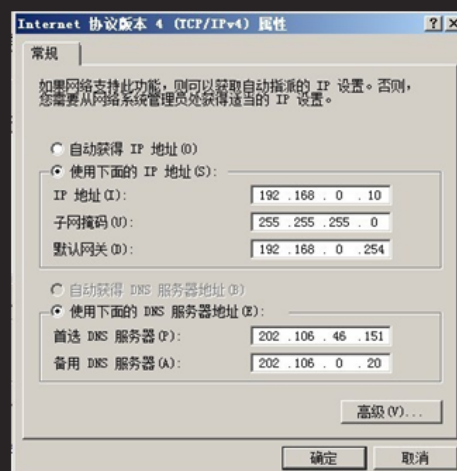 Internet 协议版本 4 (TCP/IPv4) 属性
常规
如果网络支持此功能，则可以获取自动指派的 IP 设置。否则，
您需要从网络系统管理员处获得适当的 IP 设置。
自动获得 IP 地址(O)
使用下面的 IP 地址(S):
IP 地址(I): 192 .168 . 0 . 10
子网掩码(U): 255 .255 .255 . 0
默认网关(D): 192 .168 . 0 .254
自动获得 DNS 服务器地址(B)
使用下面的 DNS 服务器地址(E):
首选 DNS 服务器(P): 202 .106 . 46 .151
备用 DNS 服务器(A): 202 .106 . 0 . 20
高级(V)...
确定 取消